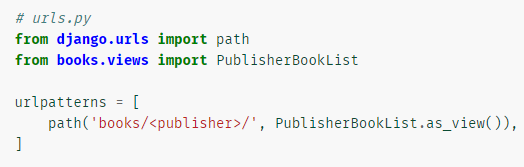 # urls.py
from django.urls import path
from books.views import PublisherBookList
urlpatterns = [
    path('books/<publisher>/', PublisherBookList.as_view()),
]